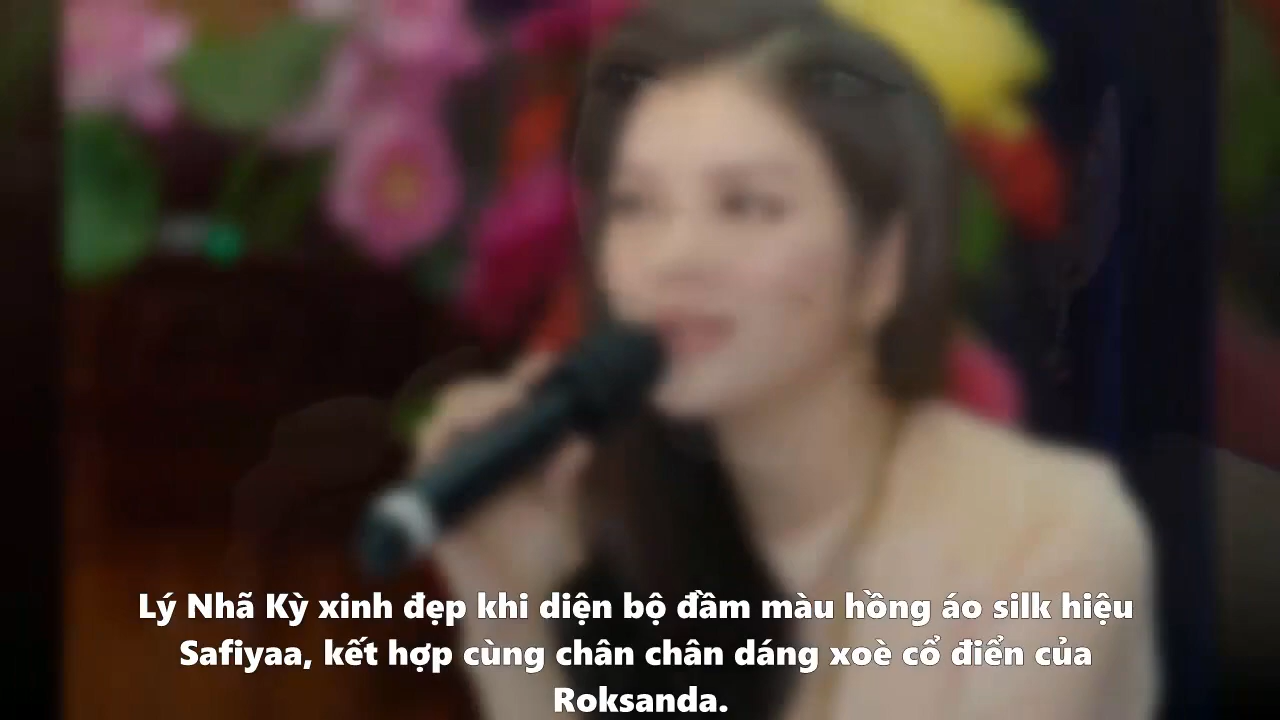 Lý Nhã Kỳ xinh đẹp khi diện bộ đầm màu hồng áo silk hiệu
Safiyaa, kết hợp cùng chân chân dáng xoè cổ điển của
Roksanda.